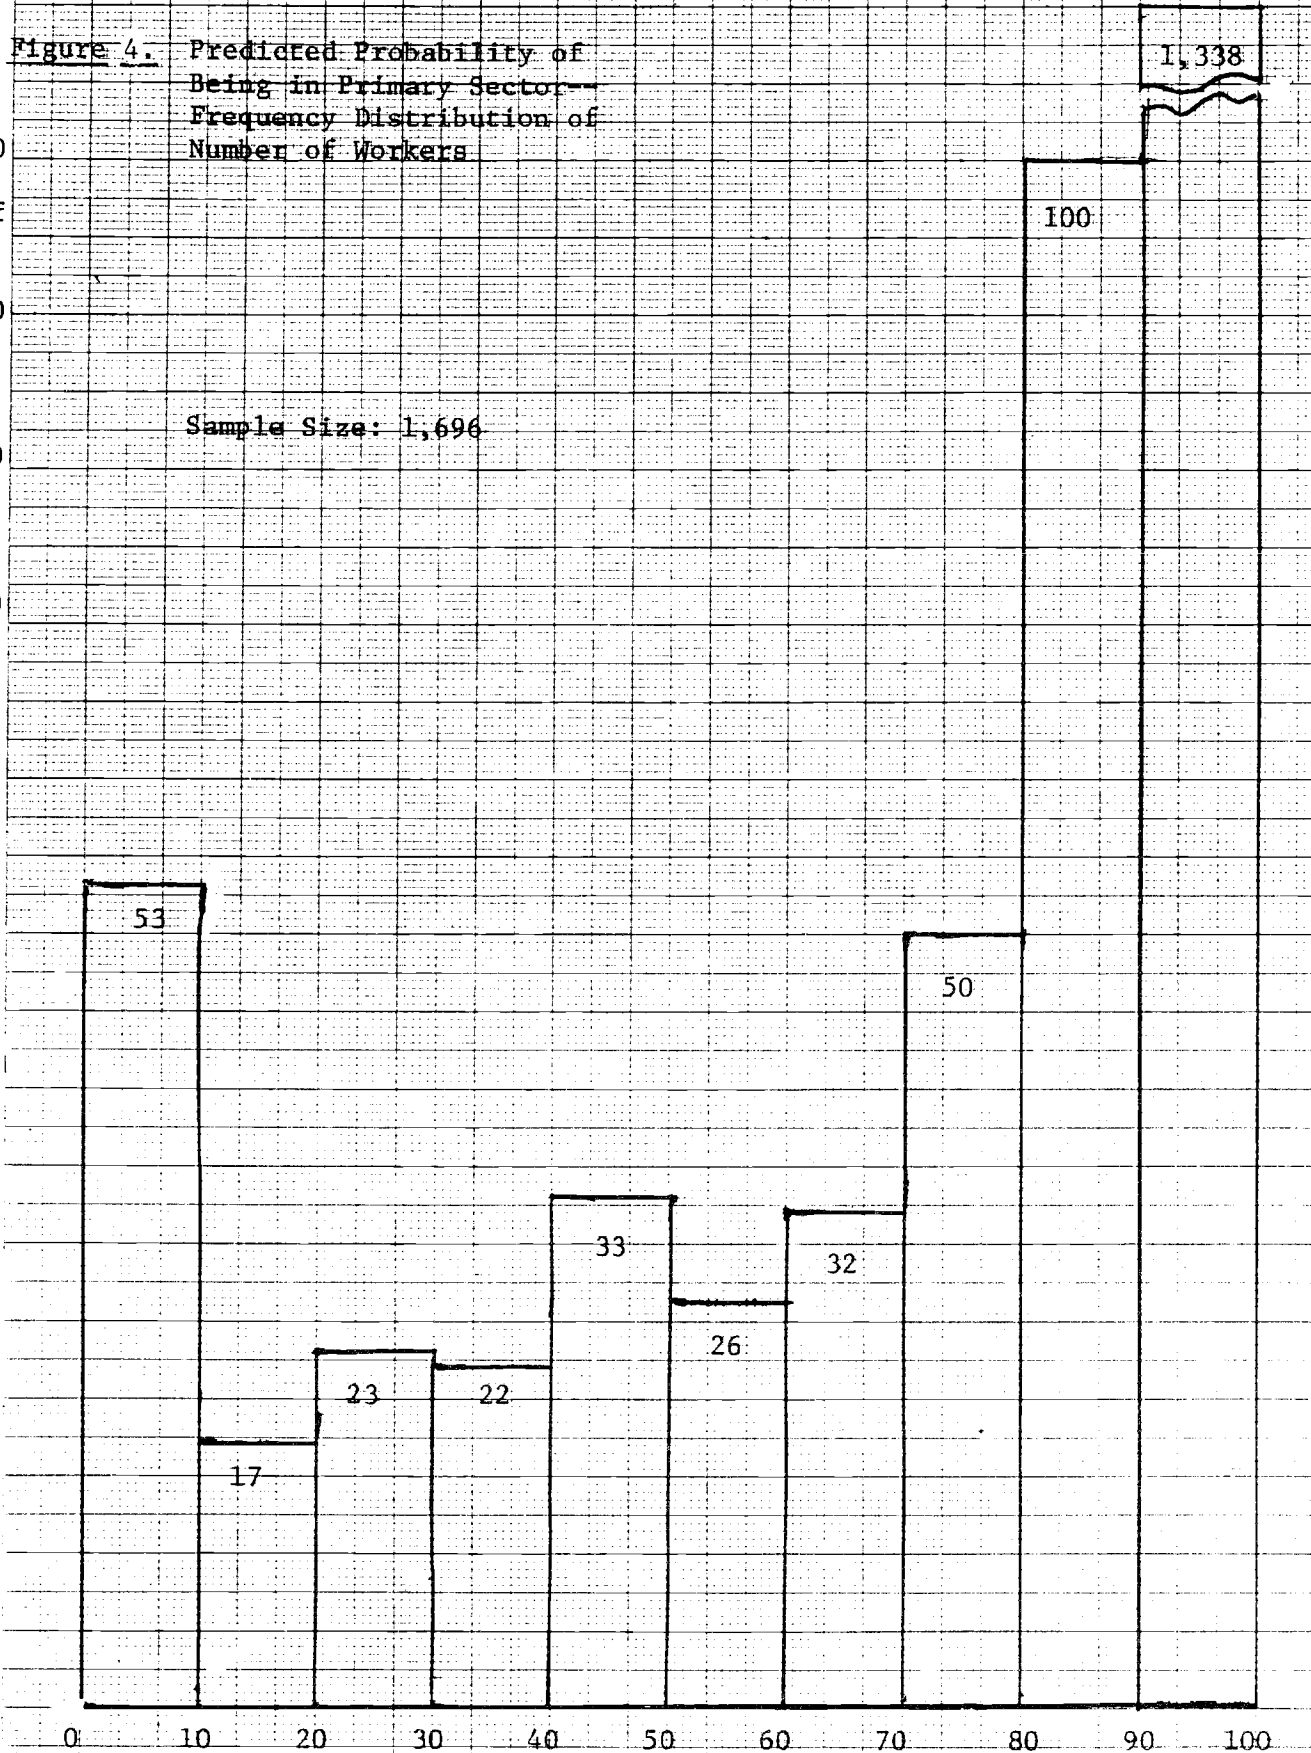 Figure 4. Predicted Probability of
Being in Primary Sector--
Frequency Distribution of
Number of Workers
1,338
100
Sample Size: 1,696
53
50
33
32
26
23
22
17
0 10 20 30 40 50 60 70 80 90 100